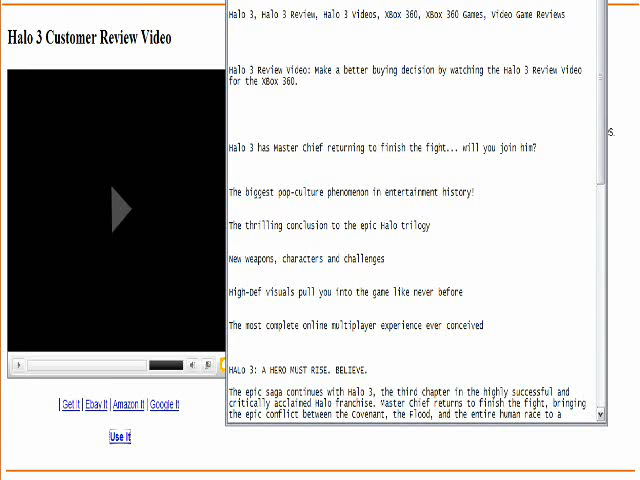 Halo 3 Customer Review Video
| Get It | Ebay It | Amazon It | Google It
Use It
Halo 3, Halo 3 Review, Halo 3 Videos, XBox 360, XBox 360 Games, Video Game Reviews
Halo 3 Review Video: Make a better buying decision by watching the Halo 3 Review Video
for the XBox 360.
Halo 3 has Master Chief returning to finish the fight... will you join him?
The biggest pop-culture phenomenon in entertainment history!
The thrilling conclusion to the epic Halo trilogy
New weapons, characters and challenges
High-Def visuals pull you into the game like never before
The most complete online multiplayer experience ever conceived
HALO 3: A HERO MUST RISE. BELIEVE.
The epic saga continues with Halo 3, the third chapter in the highly successful and
critically acclaimed Halo franchise. Master Chief returns to finish the fight, bringing
the epic conflict between the Covenant, the Flood, and the entire human race to a